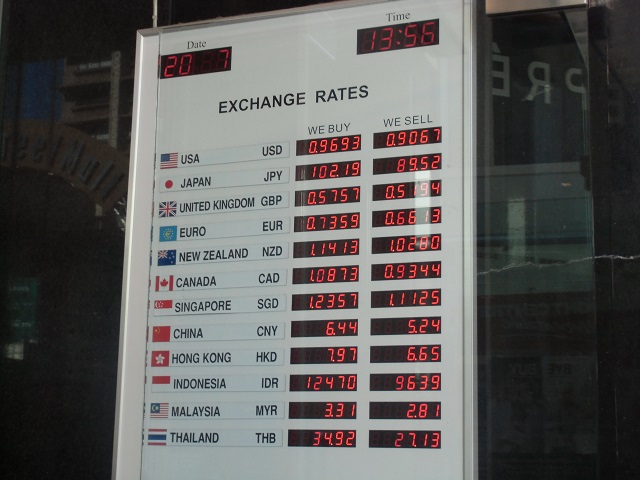 PRÉ
Date Time
20 7 13:56
EXCHANGE RATES
WE BUY WE SELL
USA USD 0.9693 0.9067
JAPAN JPY 102.19 89.52
UNITED KINGDOM GBP 0.5757 0.5194
EURO EUR 0.7359 0.6613
NEW ZEALAND NZD 1.1413 1.0280
CANADA CAD 1.0873 0.9344
SINGAPORE SGD 1.2357 1.1125
CHINA CNY 6.44 5.24
HONG KONG HKD 7.97 6.65
INDONESIA IDR 12470 9639
MALAYSIA MYR 3.31 2.81
THAILAND THB 34.92 27.13